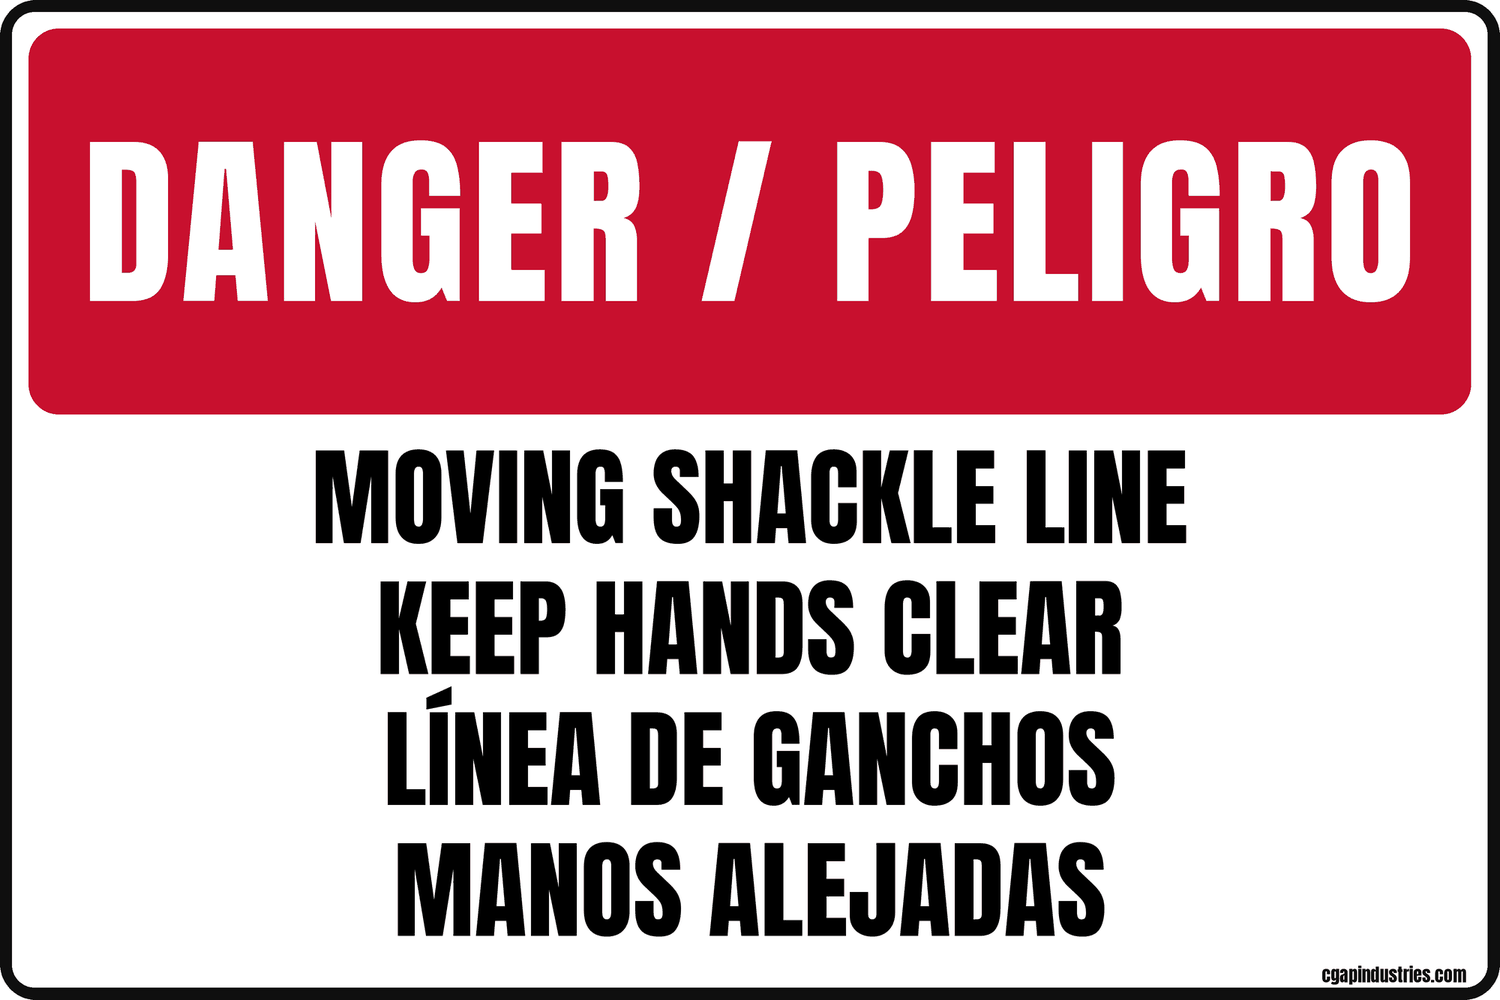 DANGER / PELIGRO
MOVING SHACKLE LINE
KEEP HANDS CLEAR
LÍNEA DE GANCHOS
MANOS ALEJADAS
cgapindustries.com